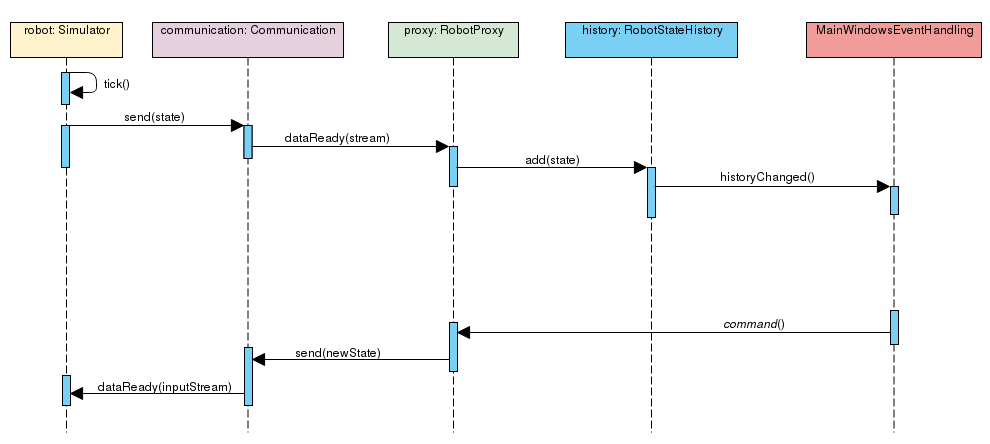 robot: Simulator
communication: Communication
proxy: RobotProxy
history: RobotStateHistory
MainWindowsEventHandling
tick()
send(state)
dataReady(stream)
add(state)
historyChanged()
command()
send(newState)
dataReady(inputStream)